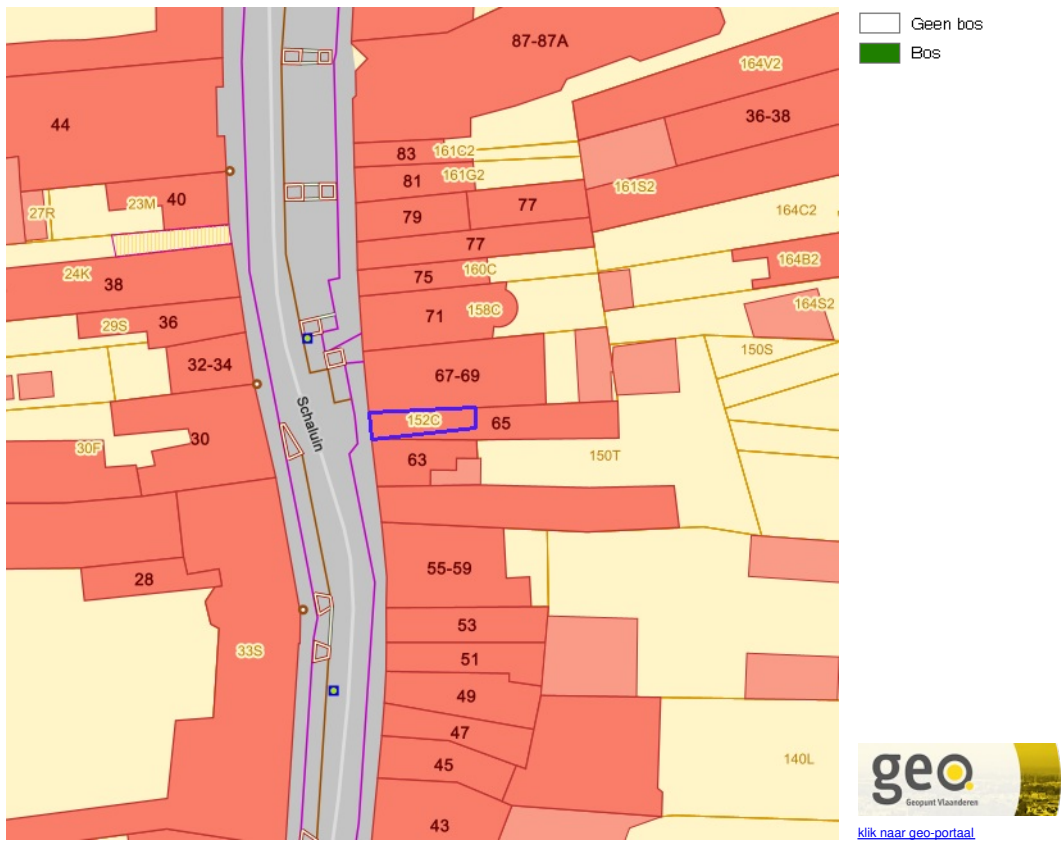 87-87A
164V2
44
36-38
83
161C2
81
161G2
161S2
27R
23M
40
79
77
164C2
77
24K
38
75
160C
164B2
29S
36
71
158C
164S2
32-34
150S
67-69
Schaluin
152C
65
30
30F
63
150T
28
55-59
53
33S
51
49
47
45
140L
43
Geen bos
Bos
geo.
Geopunt Vlaanderen
klik naar geo-portaal